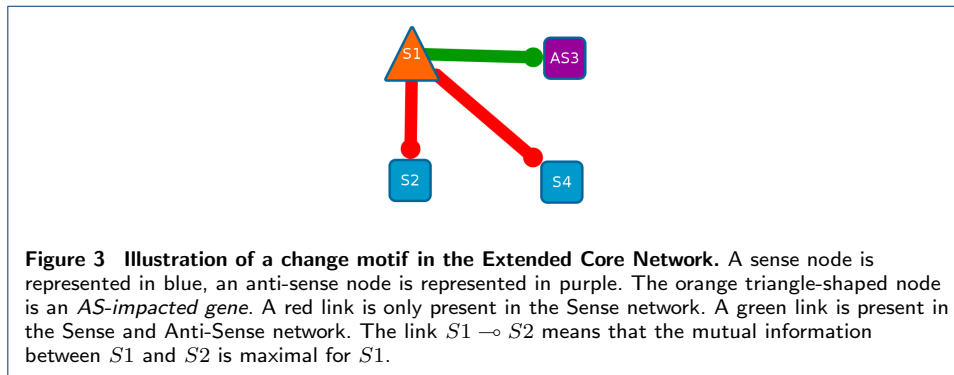 S1
AS3
S2
S4
Figure 3 Illustration of a change motif in the Extended Core Network. A sense node is
represented in blue, an anti-sense node is represented in purple. The orange triangle-shaped node
is an AS-impacted gene. A red link is only present in the Sense network. A green link is present in
the Sense and Anti-Sense network. The link S1 ⊸ S2 means that the mutual information
between S1 and S2 is maximal for S1.